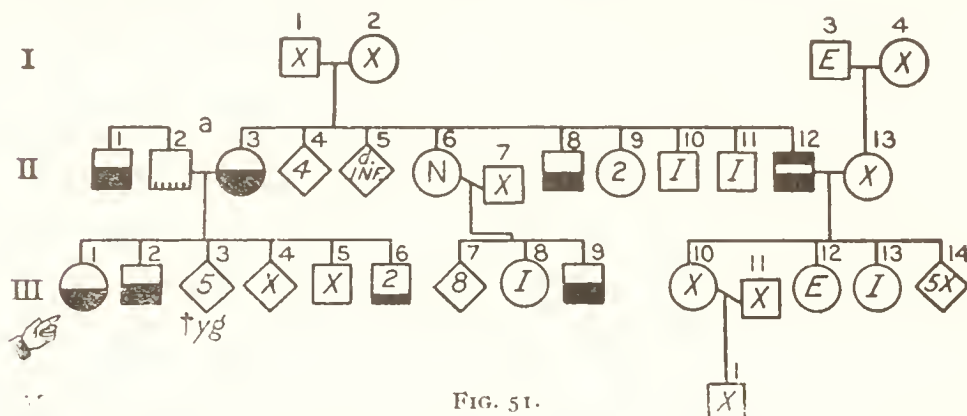 1 2 3 4
I X X E X
a
1 2 3 4 5 6 7 8 9 10 11 12 13
II 4 d. INF. N X 2 I I X
1 2 3 4 5 6 7 8 9 10 11 12 13 14
III 5 X X 2 8 I X X E I 5X
†yg
1
X
FIG. 51.